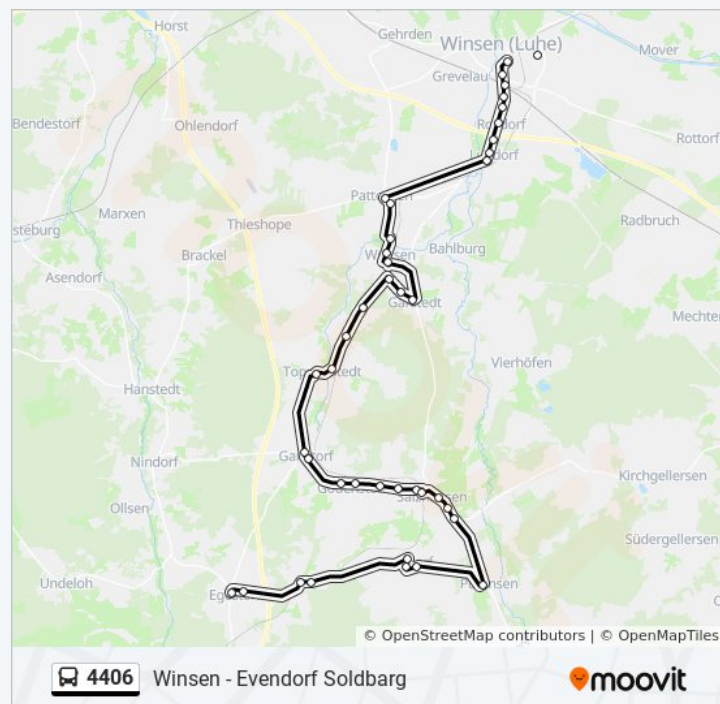 Horst
Gehrden
Winsen (Luhe)
Mover
Grevelau
Bendestorf
Ohlendorf
Rottorf
Marxen
Thieshope
Radbruch
Brackel
Bahlburg
Asendorf
Mechter
Vierhöfen
Hanstedt
Nindorf
Kirchgellersen
Ollsen
Südergellersen
Undeloh
© OpenStreetMap contributors | © OpenMapTiles
4406 Winsen - Evendorf Soldbarg moovit